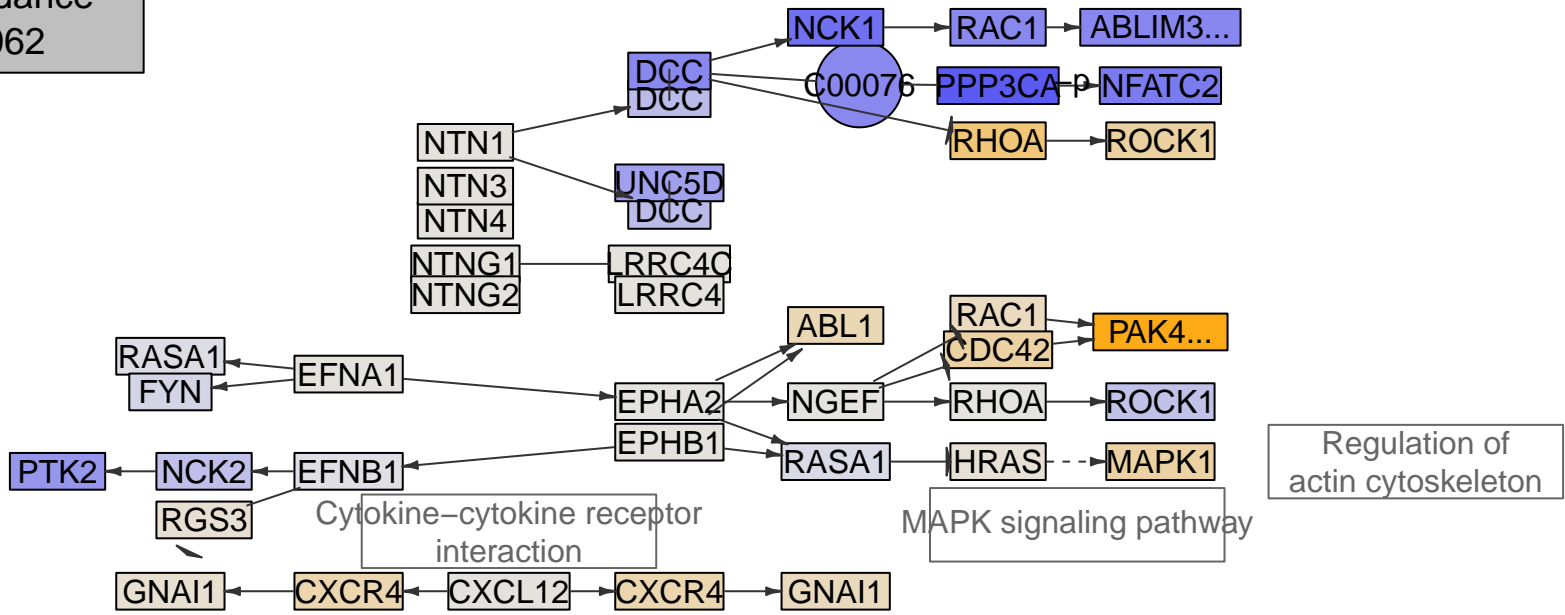 NCK1
RAC1
ABLIM3...
062
DCC
DCC
C00076
PPP3CA
–p
NFATC2
NTN1
RHOA
ROCK1
NTN3
NTN4
UNC5D
DCC
NTNG1
NTNG2
LRRC4C
LRRC4
ABL1
RAC1
CDC42
PAK4...
RASA1
FYN
EFNA1
EPHA2
EPHB1
NGEF
RHOA
ROCK1
PTK2
NCK2
EFNB1
RASA1
HRAS
MAPK1
Regulation of
actin cytoskeleton
RGS3
Cytokine–cytokine receptor
interaction
MAPK signaling pathway
GNAI1
CXCR4
CXCL12
CXCR4
GNAI1